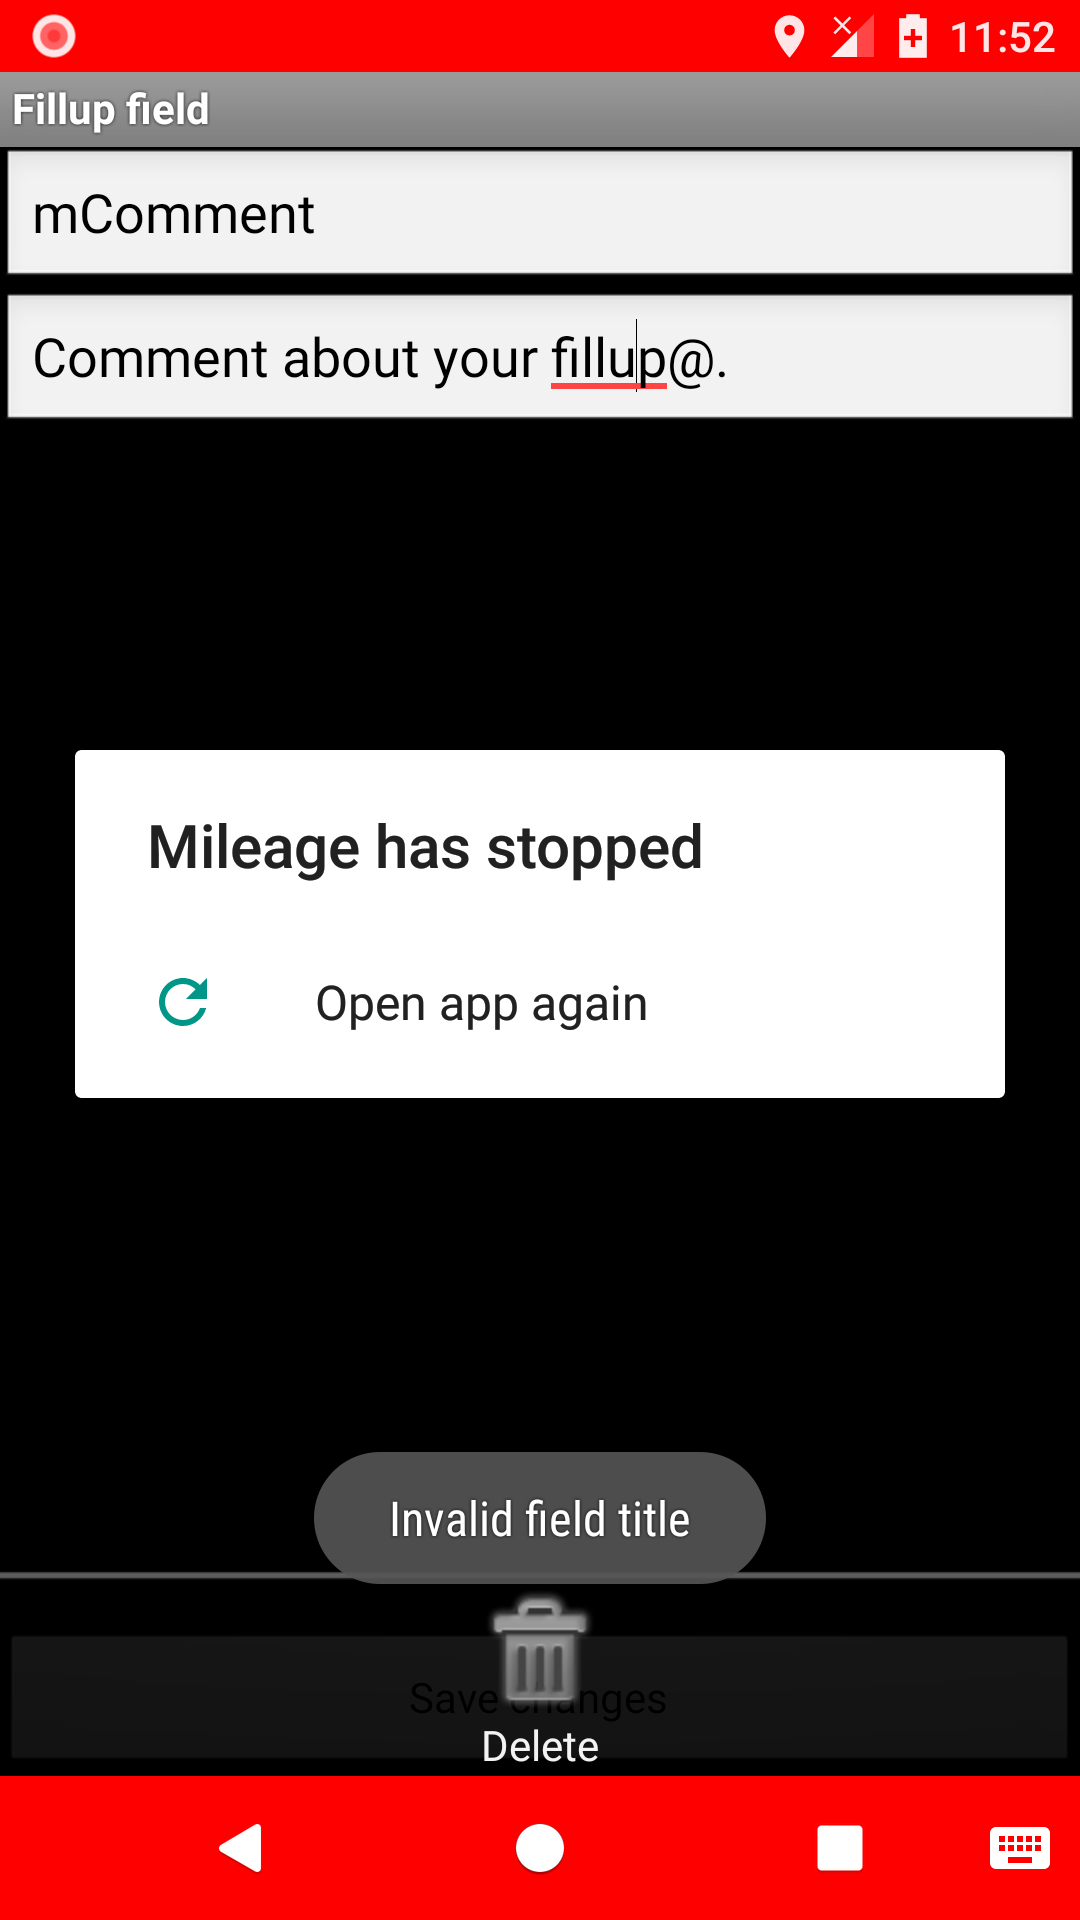 11:52
Fillup field
mComment
Comment about your fillup@.
Mileage has stopped
Open app again
Invalid field title
Save changes
Delete